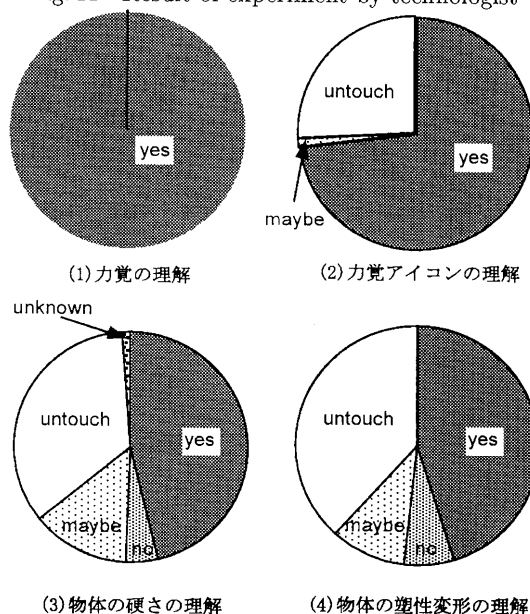 Result of experiment by technologist
yes
untouch
yes
maybe
(1)力覚の理解
(2)力覚アイコンの理解
unknown
untouch
yes
maybe
no
untouch
yes
maybe
no
(3)物体の硬さの理解
(4)物体の塑性変形の理解